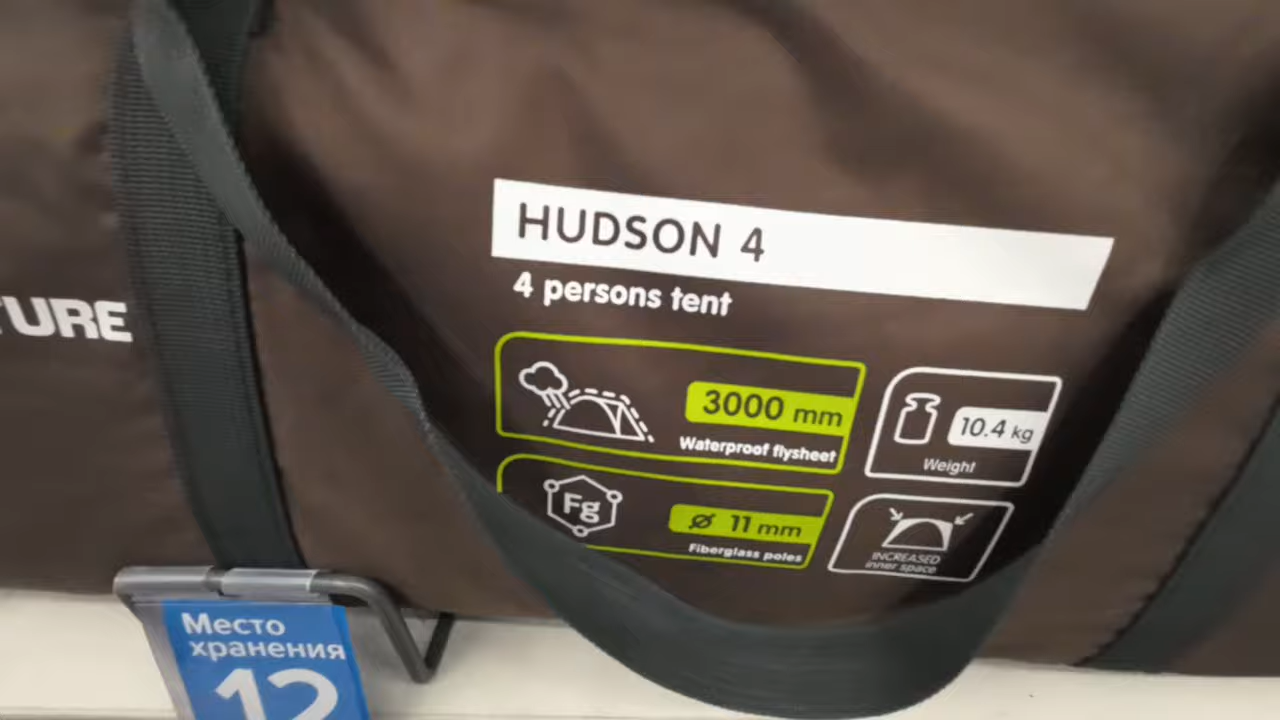 TURE
HUDSON 4
4 persons tent
3000 mm
Waterproof flysheet
10.4 kg
Weight
Fg
Ø 11 mm
Fiberglass poles
INCREASED
inner space
Место
хранения
12